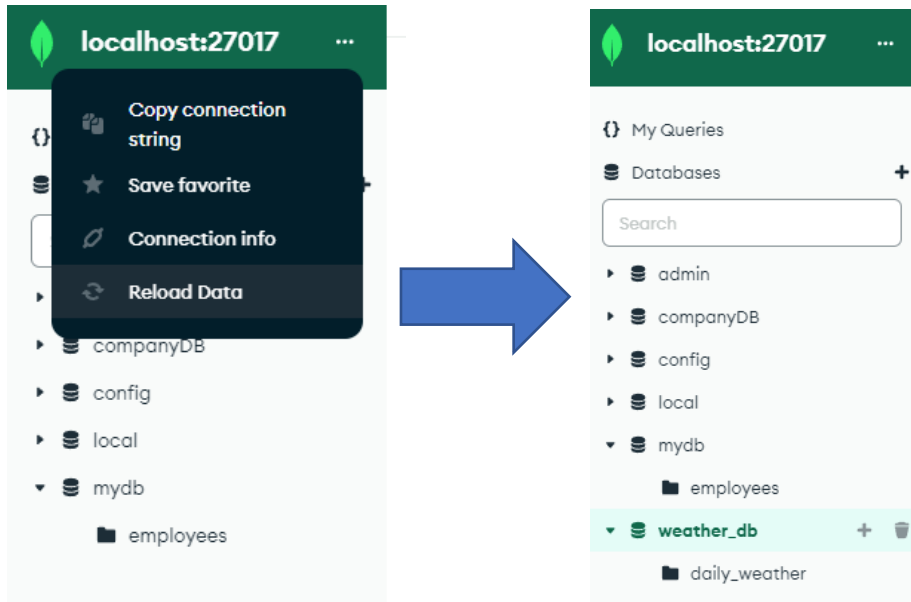 localhost:27017
Copy connection
string
Save favorite
Connection info
Reload Data
companyDB
config
local
mydb
employees
localhost:27017
My Queries
Databases
Search
admin
companyDB
config
local
mydb
employees
weather_db
daily_weather